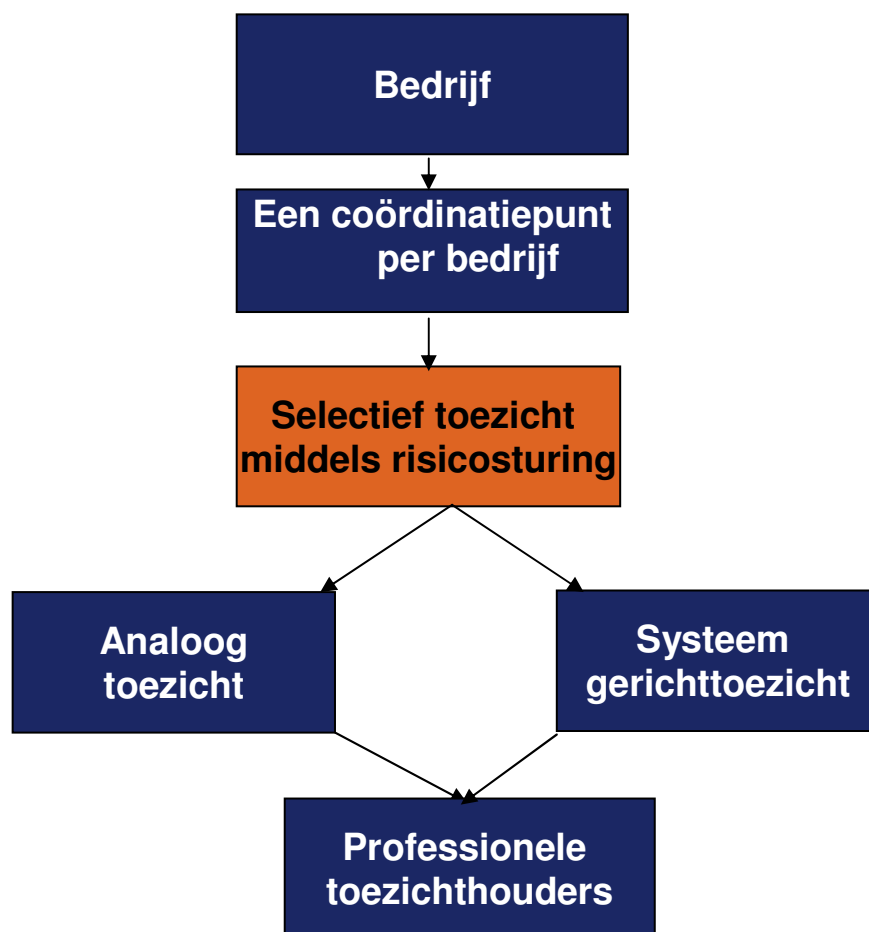 Bedrijf
Een coördinatiepunt
per bedrijf
Selectief toezicht
middels risicosturing
Analoog
toezicht
Systeem
gerichttoezicht
Professionele
toezichthouders